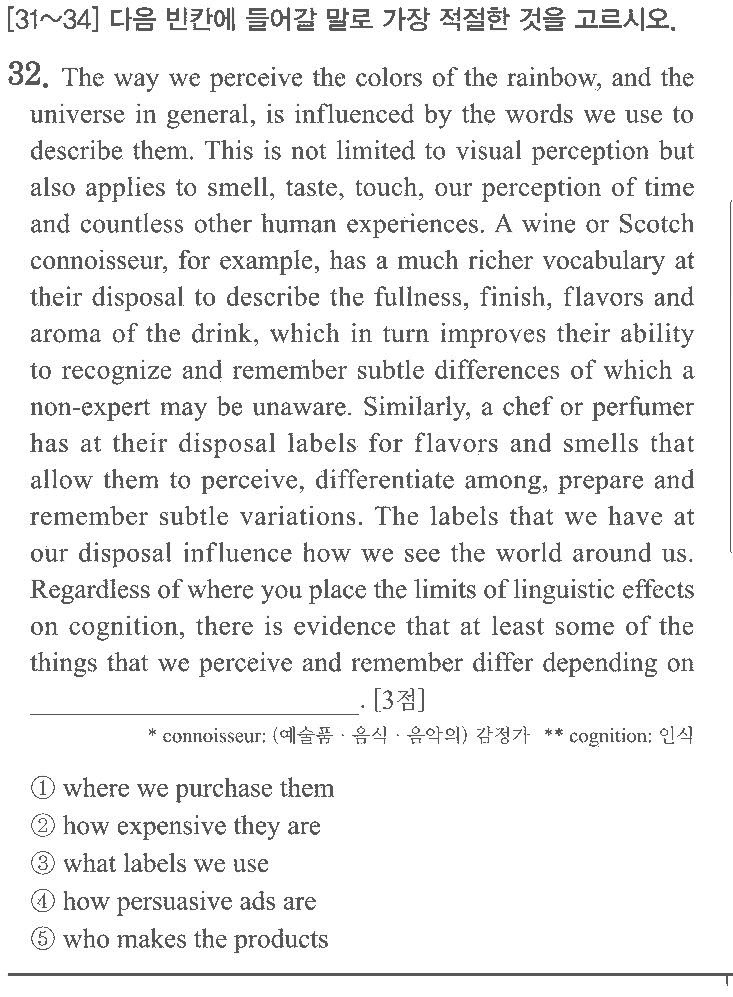 [31~34] 다음 빈칸에 들어갈 말로 가장 적절한 것을 고르시오.
32. The way we perceive the colors of the rainbow, and the
universe in general, is influenced by the words we use to
describe them. This is not limited to visual perception but
also applies to smell, taste, touch, our perception of time
and countless other human experiences. A wine or Scotch
connoisseur, for example, has a much richer vocabulary at
their disposal to describe the fullness, finish, flavors and
aroma of the drink, which in turn improves their ability
to recognize and remember subtle differences of which a
non-expert may be unaware. Similarly, a chef or perfumer
has at their disposal labels for flavors and smells that
allow them to perceive, differentiate among, prepare and
remember subtle variations. The labels that we have at
our disposal influence how we see the world around us.
Regardless of where you place the limits of linguistic effects
on cognition, there is evidence that at least some of the
things that we perceive and remember differ depending on
____________________. [3점]
* connoisseur: (예술품 · 음식 · 음악의) 감정가 ** cognition: 인식
① where we purchase them
② how expensive they are
③ what labels we use
④ how persuasive ads are
⑤ who makes the products